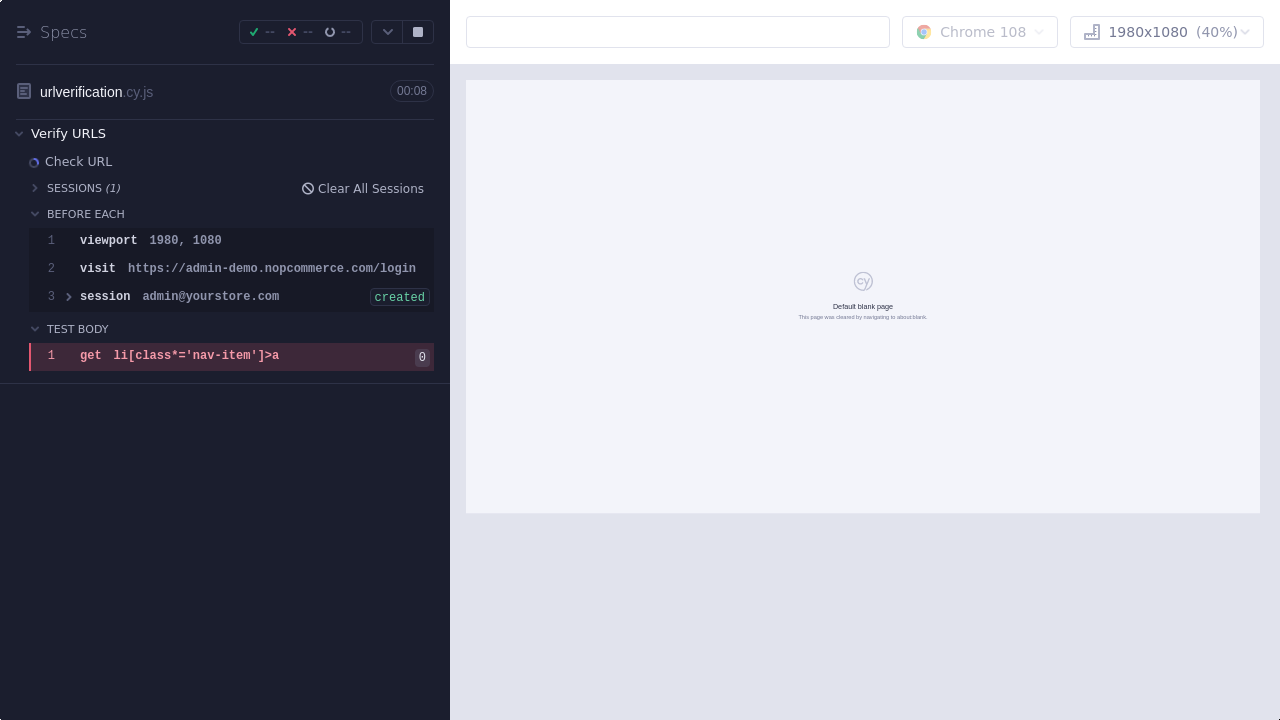 Specs
-- -- --
urlverification.cy.js 00:08
Verify URLS
Check URL
SESSIONS (1) Clear All Sessions
BEFORE EACH
1 viewport 1980, 1080
2 visit https://admin-demo.nopcommerce.com/login
3 session admin@yourstore.com created
TEST BODY
1 get li[class*='nav-item']>a 0
Chrome 108
1980x1080 (40%)
cy
Default blank page
This page was cleared by navigating to about:blank.